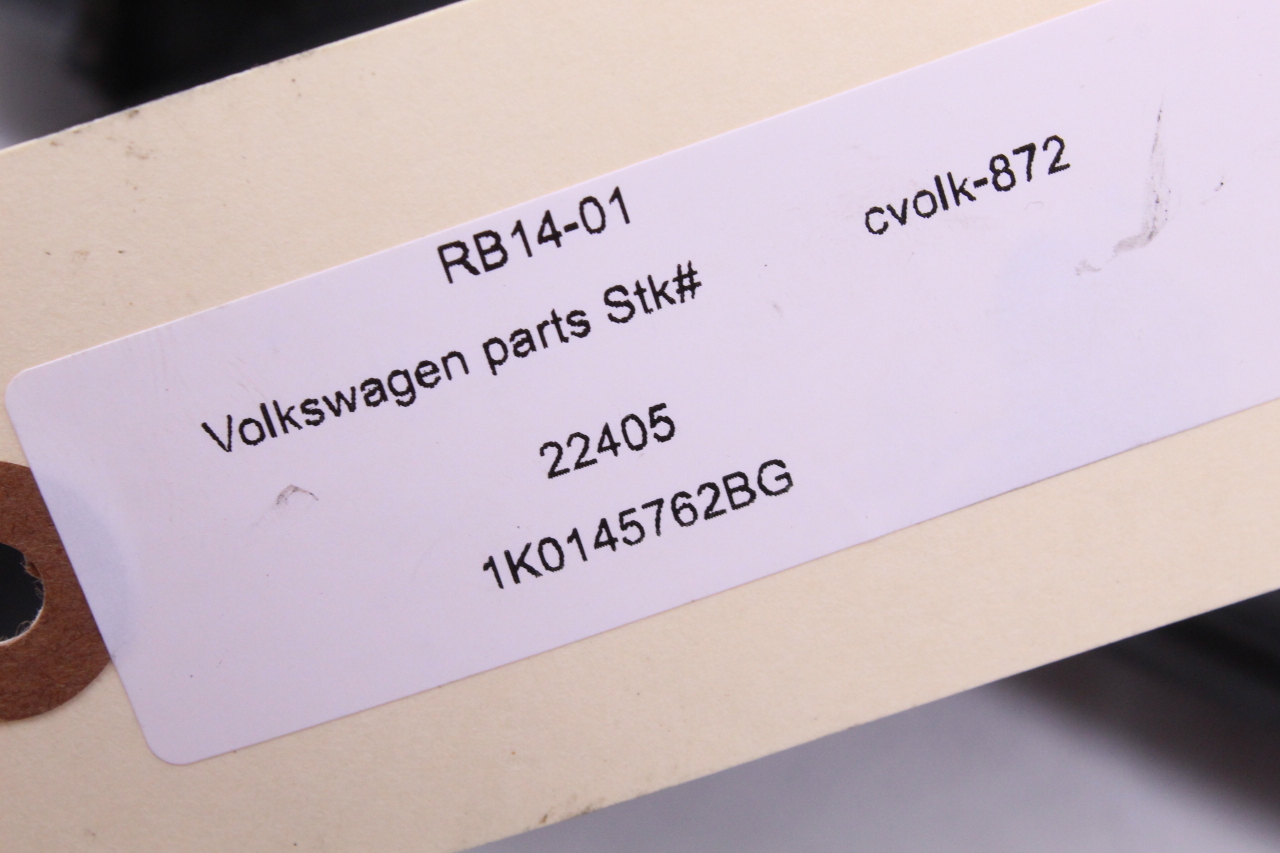 RB14-01 cvolk-872
Volkswagen parts Stk#
22405
1K0145762BG